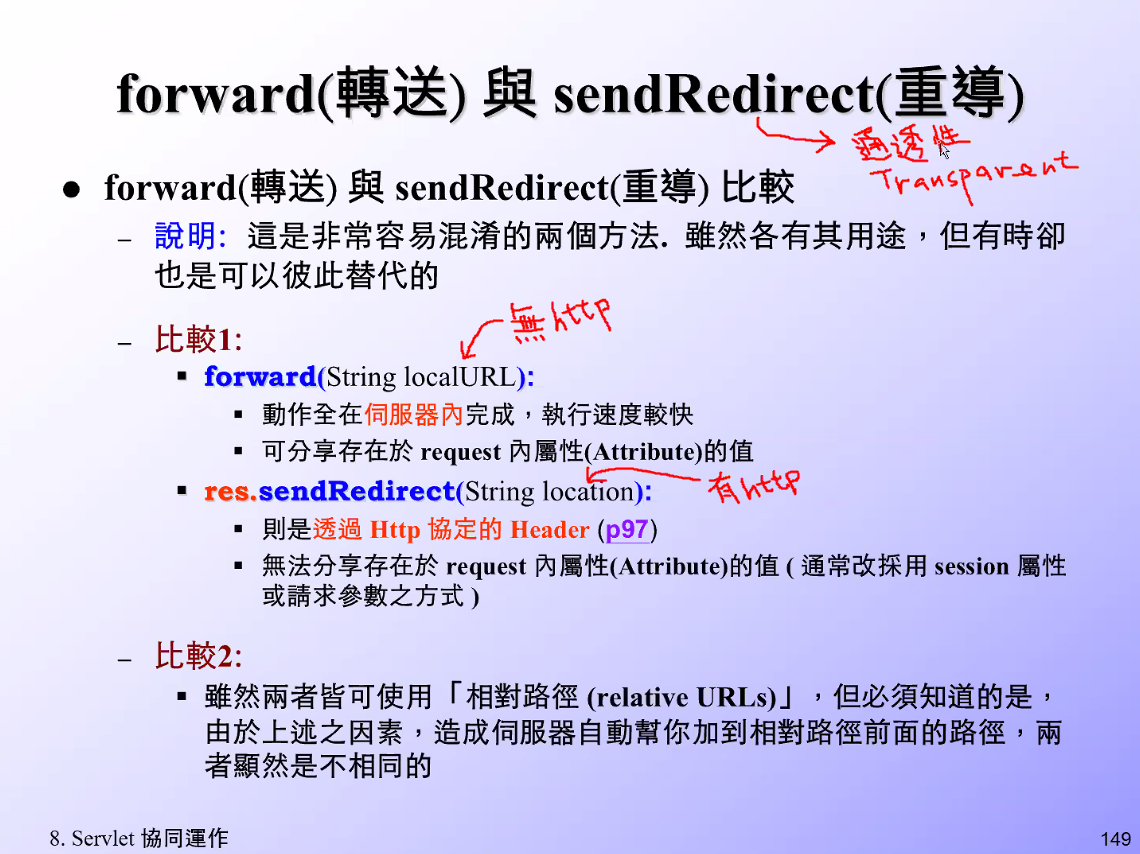 forward(轉送) 與 sendRedirect(重導)
通透性
Transparent
● forward(轉送) 與 sendRedirect(重導) 比較
– 說明: 這是非常容易混淆的兩個方法. 雖然各有其用途，但有時卻
也是可以彼此替代的
無http
– 比較1:
▪ forward(String localURL):
▪ 動作全在伺服器內完成，執行速度較快
▪ 可分享存在於 request 內屬性(Attribute)的值
▪ res.sendRedirect(String location):
有http
▪ 則是透過 Http 協定的 Header (p97)
▪ 無法分享存在於 request 內屬性(Attribute)的值 ( 通常改採用 session 屬性
或請求參數之方式 )
– 比較2:
▪ 雖然兩者皆可使用「相對路徑 (relative URLs)」，但必須知道的是，
由於上述之因素，造成伺服器自動幫你加到相對路徑前面的路徑，兩
者顯然是不相同的
8. Servlet 協同運作
149